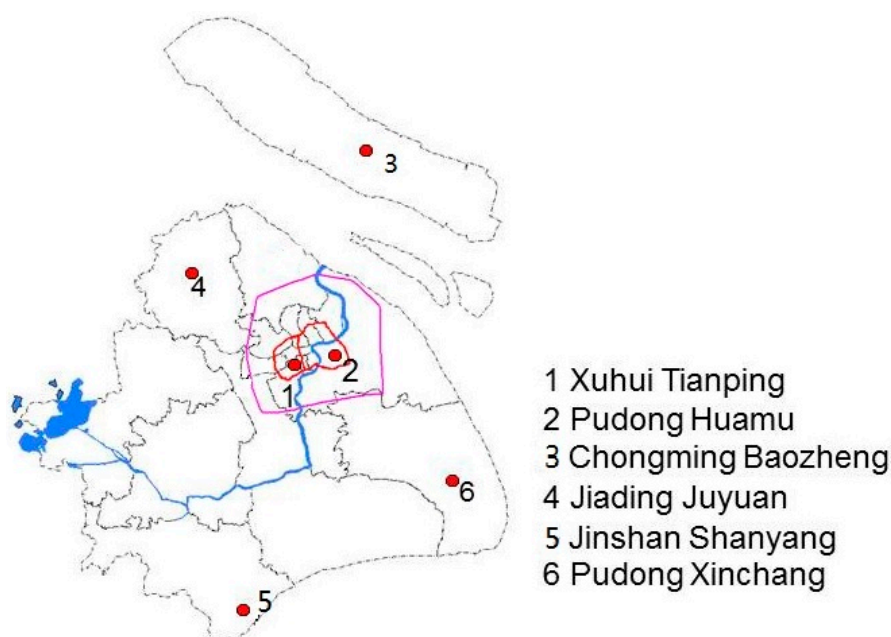 3
4
2
1
6
5
1 Xuhui Tianping
2 Pudong Huamu
3 Chongming Baozheng
4 Jiading Juyuan
5 Jinshan Shanyang
6 Pudong Xinchang